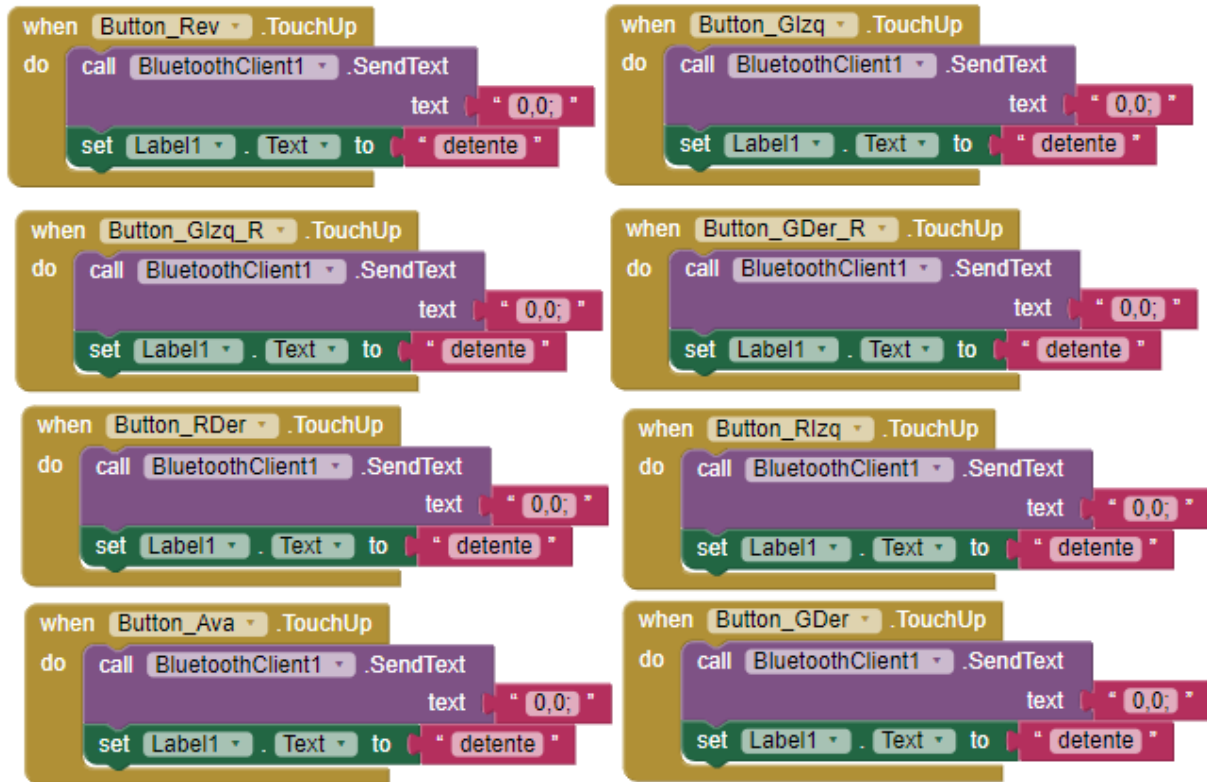 when Button_Rev .TouchUp
do call BluetoothClient1 .SendText
text " 0,0; "
set Label1 . Text to " detente "
when Button_GIzq .TouchUp
do call BluetoothClient1 .SendText
text " 0,0; "
set Label1 . Text to " detente "
when Button_GIzq_R .TouchUp
do call BluetoothClient1 .SendText
text " 0,0; "
set Label1 . Text to " detente "
when Button_GDer_R .TouchUp
do call BluetoothClient1 .SendText
text " 0,0; "
set Label1 . Text to " detente "
when Button_RDer .TouchUp
do call BluetoothClient1 .SendText
text " 0,0; "
set Label1 . Text to " detente "
when Button_RIzq .TouchUp
do call BluetoothClient1 .SendText
text " 0,0; "
set Label1 . Text to " detente "
when Button_Ava .TouchUp
do call BluetoothClient1 .SendText
text " 0,0; "
set Label1 . Text to " detente "
when Button_GDer .TouchUp
do call BluetoothClient1 .SendText
text " 0,0; "
set Label1 . Text to " detente "